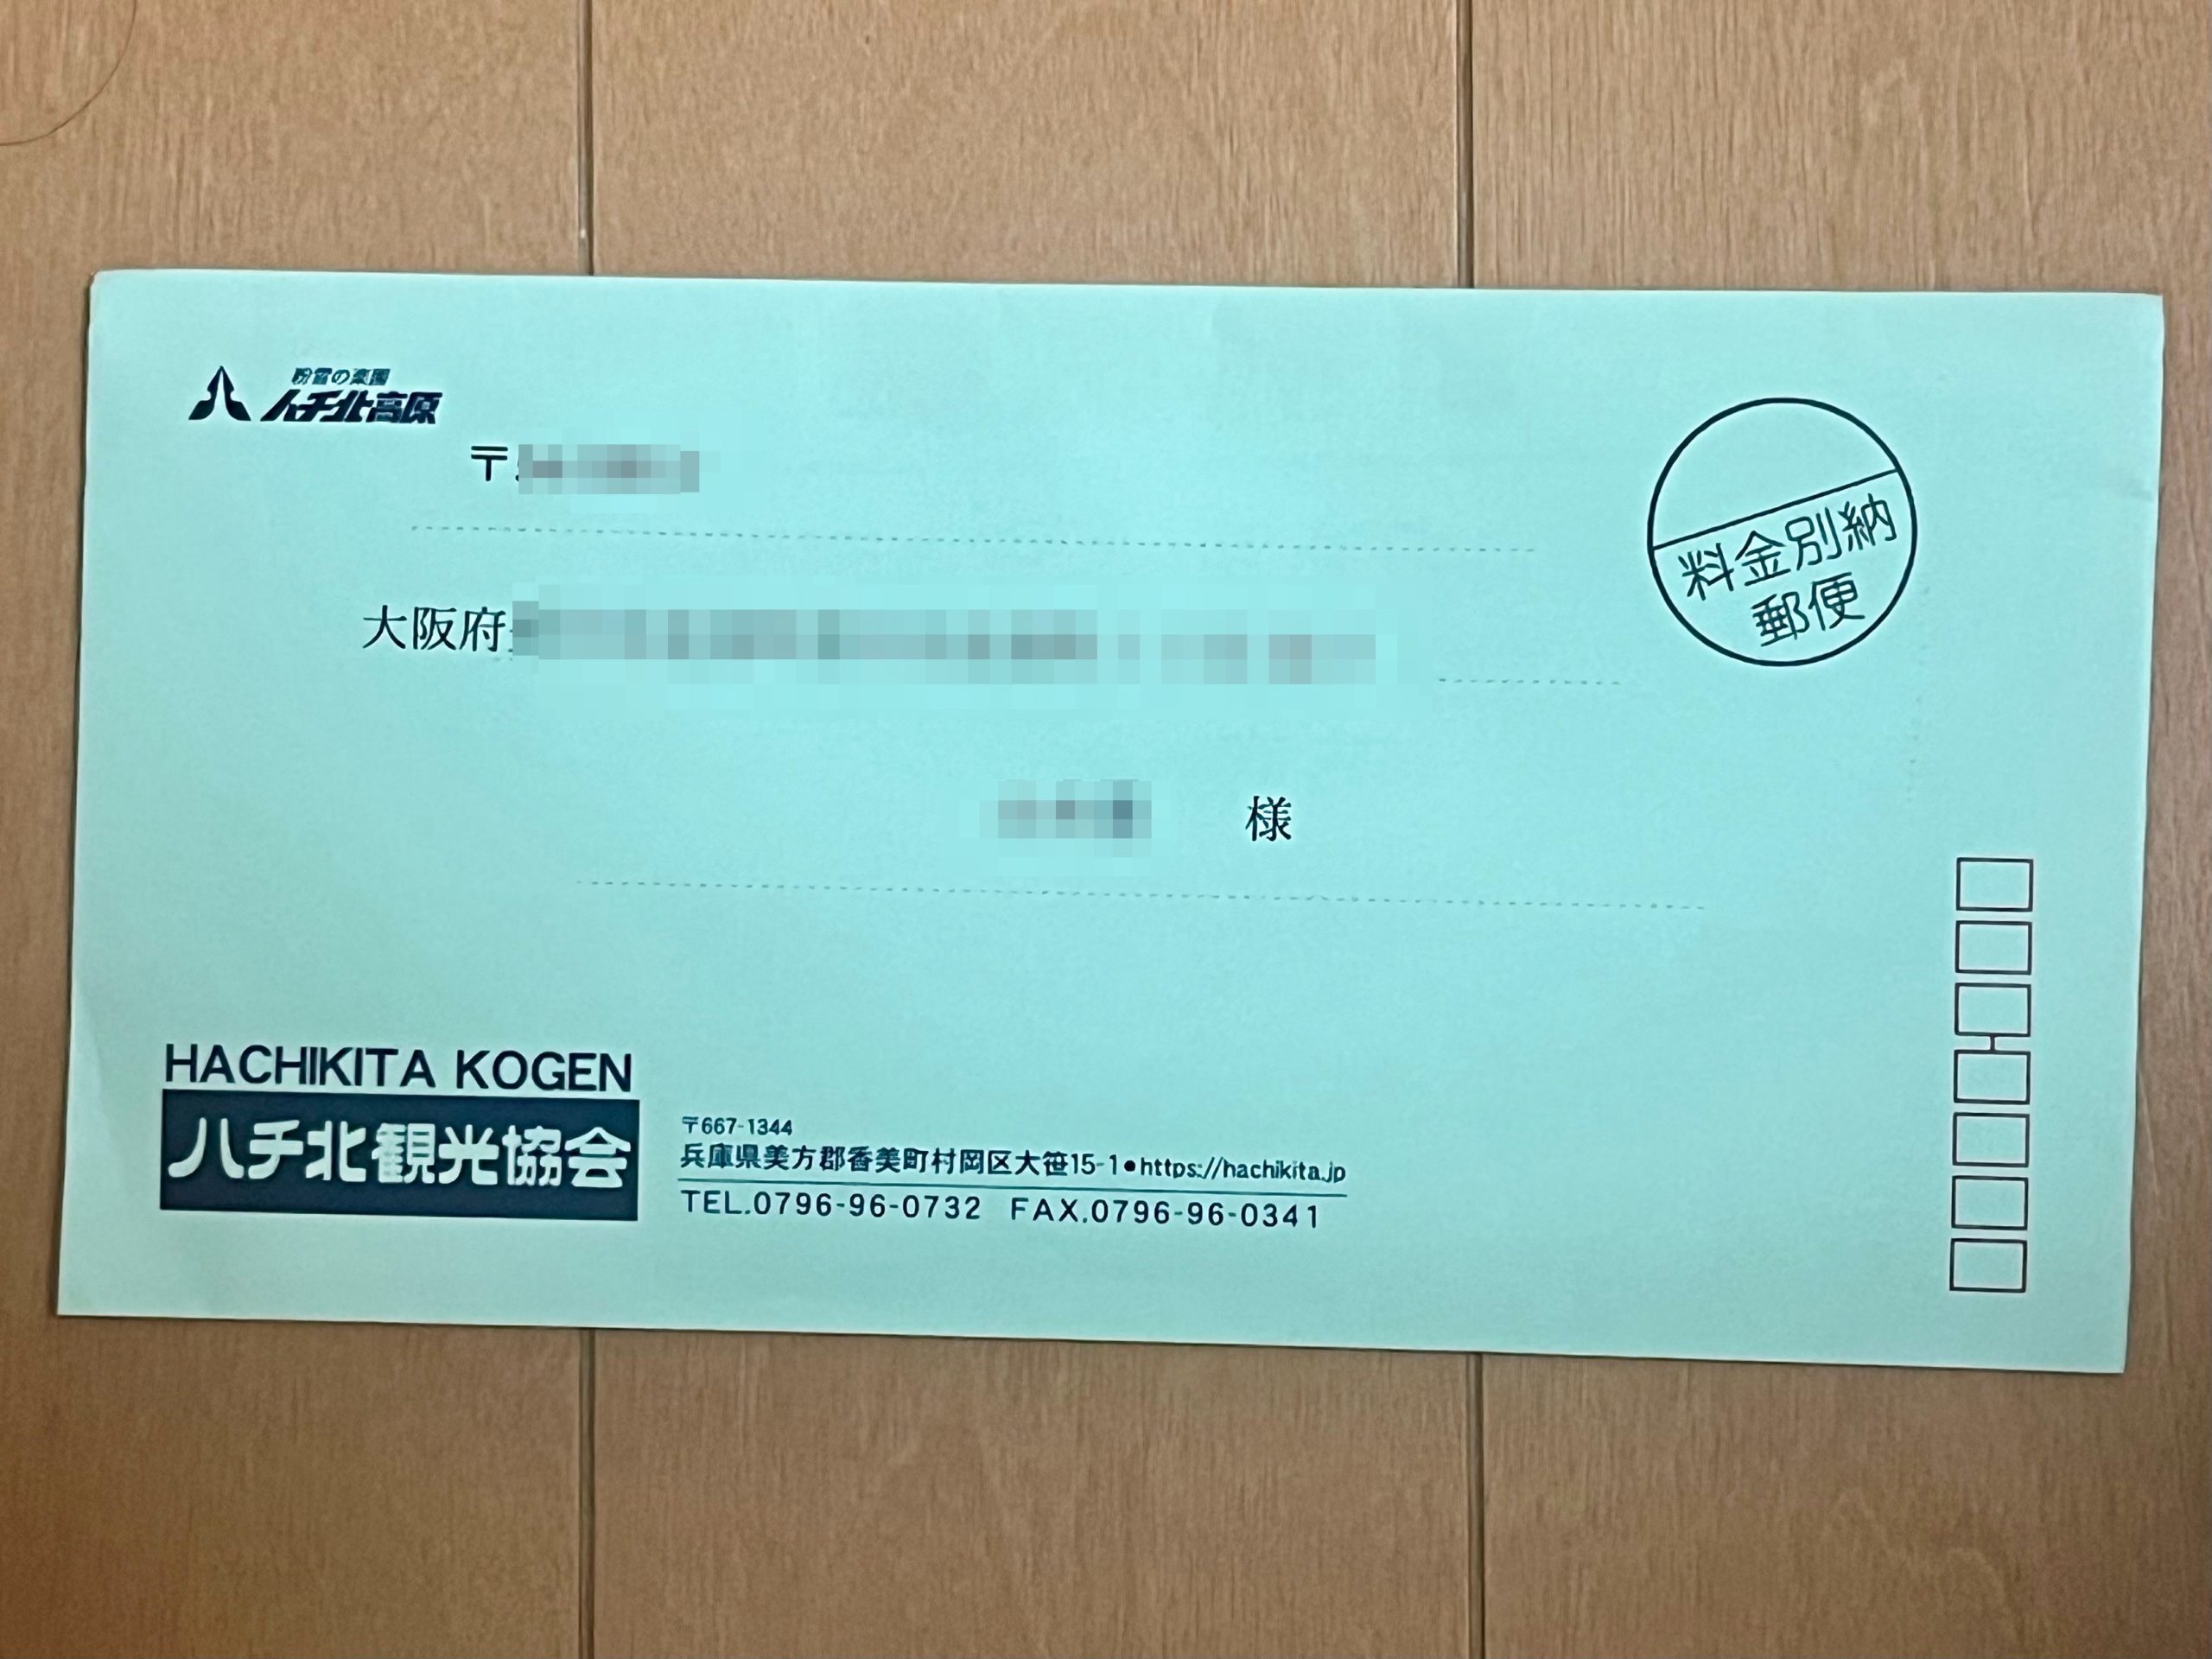 粉雪の楽園
ハチ北高原
〒
大阪府
様
料金別納
郵便
HACHIKITA KOGEN
ハチ北観光協会
〒667-1344
兵庫県美方郡香美町村岡区大笹15-1●https://hachikita.jp
TEL.0796-96-0732 FAX.0796-96-0341